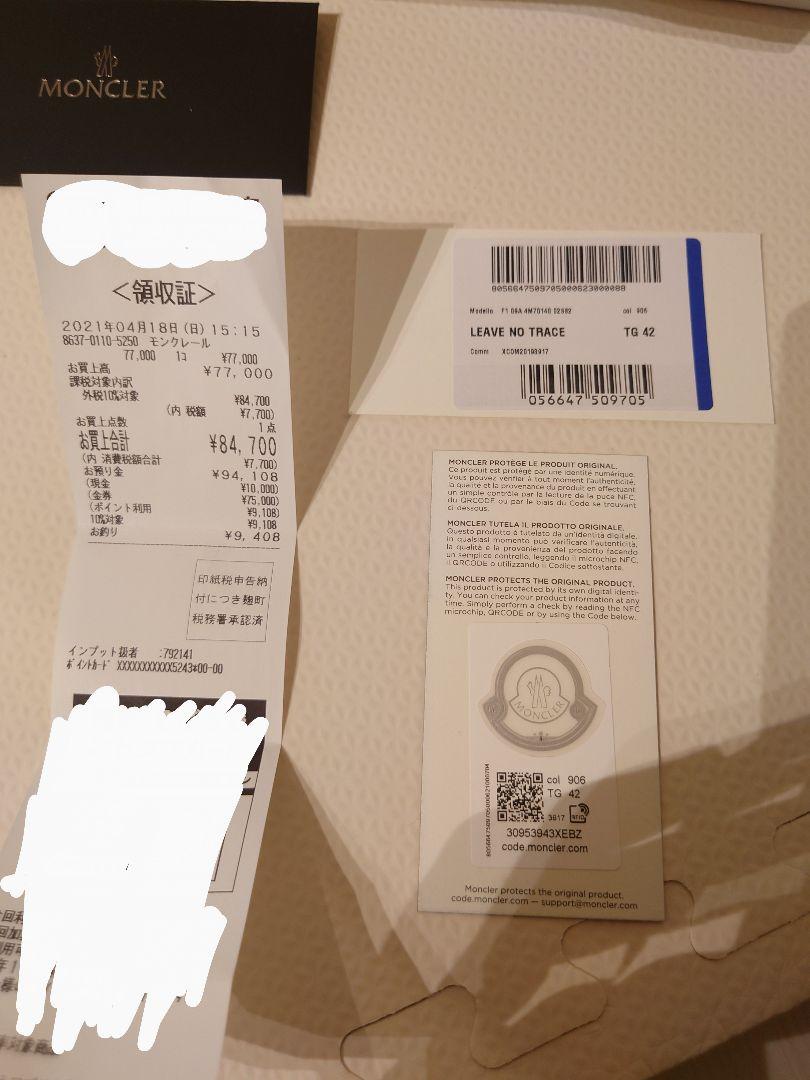 MONCLER
<領収証>
2021年04月18日(日)15:15
8637-0110-5250 モンクレール
77,000 1コ ¥77,000
お買上高 ¥77,000
課税対象内訳
外税10%対象 ¥84,700
(内 税額 ¥7,700)
お買上点数 1点
お買上合計 ¥84,700
(内 消費税額合計 ¥7,700)
お預り金 ¥94,108
(現金 ¥10,000)
(金券 ¥75,000)
(ポイント利用 ¥9,108)
10%対象 ¥9,108
お釣り ¥9,408
印紙税申告納
付につき麹町
税務署承認済
インプット扱者 :792141
ポイントカード XXXXXXXXXXX5243*00-00
8056647509705000623000088
Modello F1 09A 4M70140 02S82 col 906
LEAVE NO TRACE TG 42
Comm XCOM20193917
056647 509705
MONCLER PROTÈGE LE PRODUIT ORIGINAL.
Ce produit est protégé par une identité numérique.
Vous pouvez vérifier à tout moment l'authenticité,
la qualité et la provenance du produit en effectuant
un simple contrôle par la lecture de la puce NFC,
du QRCODE ou par le biais du Code se trouvant
ci-dessous.
MONCLER TUTELA IL PRODOTTO ORIGINALE.
Questo prodotto è tutelato da un'identità digitale.
In qualsiasi momento puoi verificare l'autenticità,
la qualità e la provenienza del prodotto facendo
un semplice controllo, leggendo il microchip NFC,
il QRCODE o utilizzando il Codice sottostante.
MONCLER PROTECTS THE ORIGINAL PRODUCT.
This product is protected by its own digital identi-
ty. You can check your product information at any
time. Simply perform a check by reading the NFC
microchip, QRCODE or by using the Code below.
MONCLER
col 906
TG 42
3817 RFID
30953943XEBZ
code.moncler.com
Moncler protects the original product.
code.moncler.com — support@moncler.com